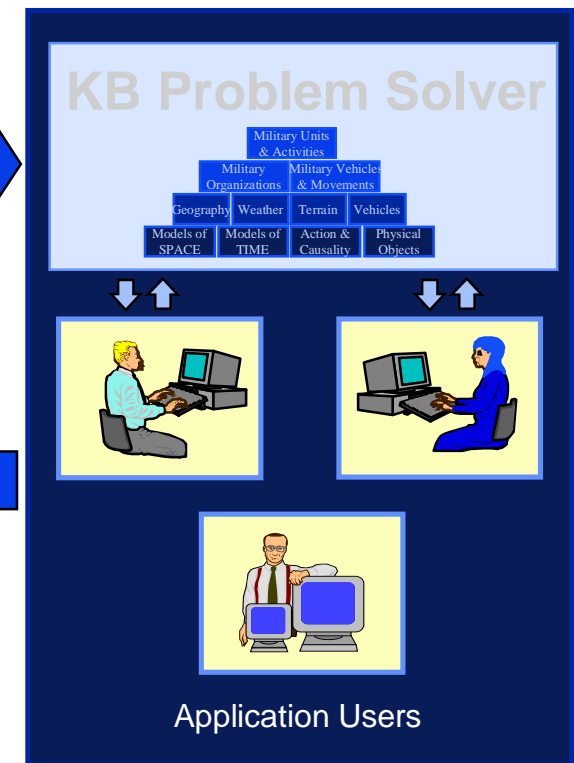 KB Problem Solver
Military Units
& Activities
Military
Organizations
Military Vehicles
& Movements
Geography
Weather
Terrain
Vehicles
Models of
SPACE
Models of
TIME
Action &
Causality
Physical
Objects
Application Users